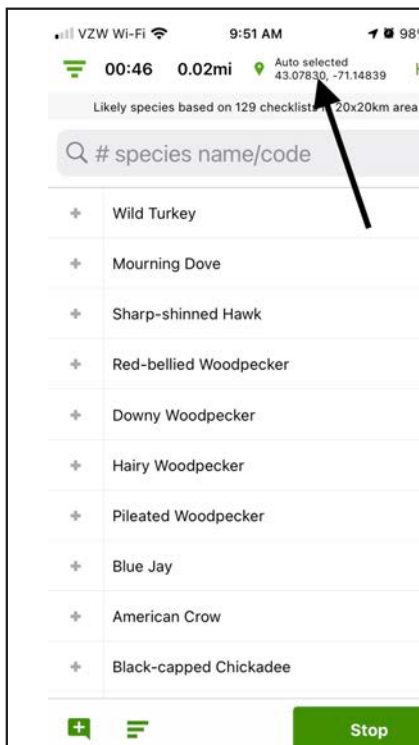 VZW Wi-Fi 9:51 AM 98%
00:46 0.02mi Auto selected
43.07830, -71.14839
Likely species based on 129 checklists 20x20km area
# species name/code
Wild Turkey
Mourning Dove
Sharp-shinned Hawk
Red-bellied Woodpecker
Downy Woodpecker
Hairy Woodpecker
Pileated Woodpecker
Blue Jay
American Crow
Black-capped Chickadee
Stop